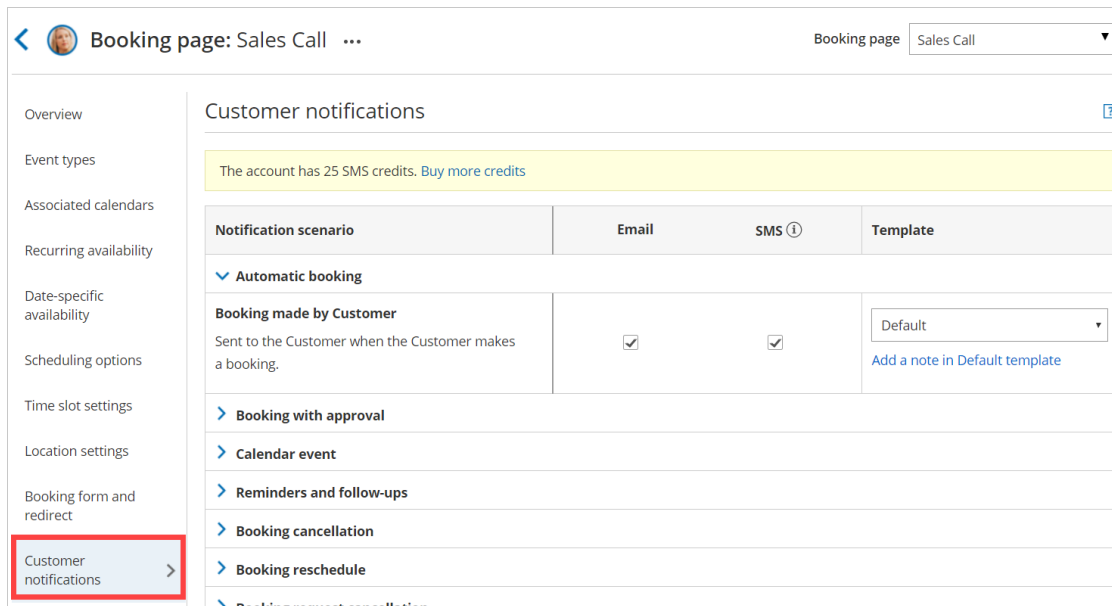 Booking page: Sales Call ...
Booking page Sales Call
Overview
Event types
Associated calendars
Recurring availability
Date-specific
availability
Scheduling options
Time slot settings
Location settings
Booking form and
redirect
Customer
notifications
Customer notifications
?
The account has 25 SMS credits. Buy more credits
Notification scenario Email SMS i Template
Automatic booking
Booking made by Customer
Sent to the Customer when the Customer makes
a booking.
Default
Add a note in Default template
Booking with approval
Calendar event
Reminders and follow-ups
Booking cancellation
Booking reschedule
Booking request cancellation